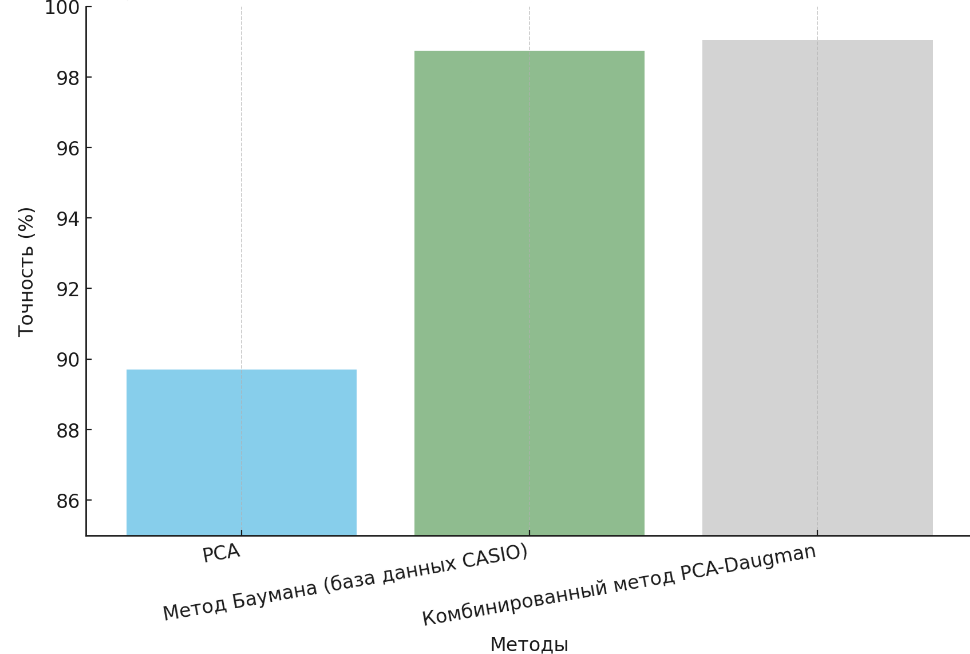 100
98
96
94
92
90
88
86
Точность (%)
PCA
Метод Баумана (база данных CASIO)
Комбинированный метод PCA-Daugman
Методы